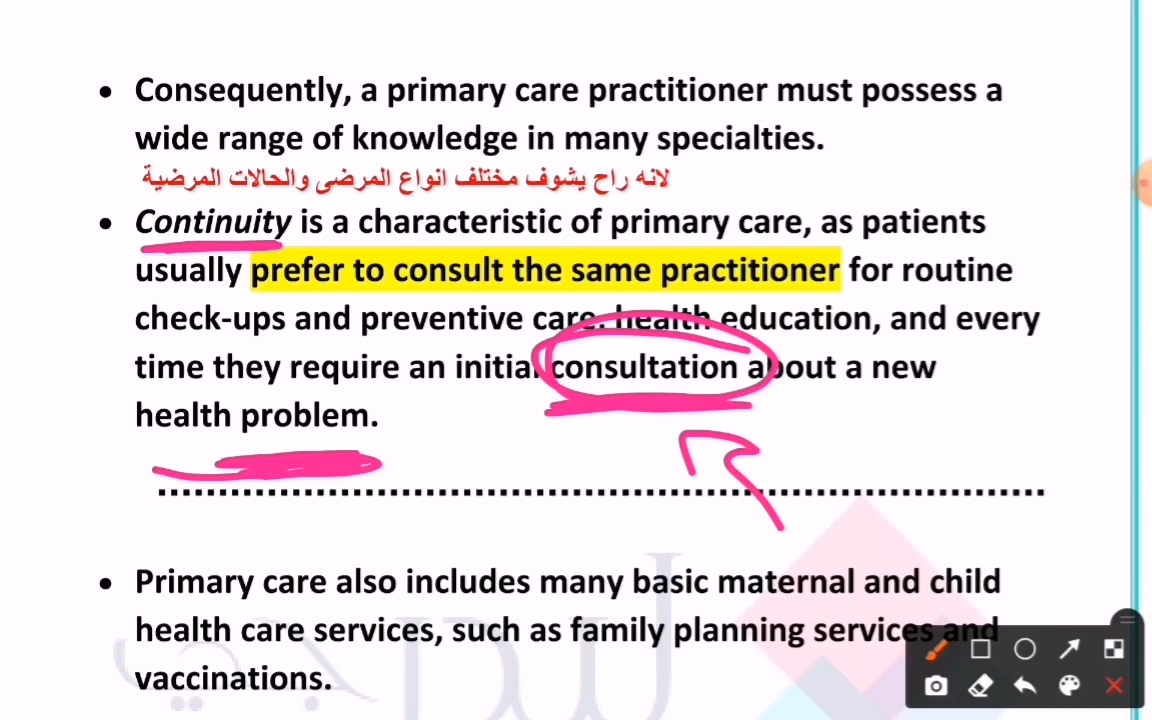 • Consequently, a primary care practitioner must possess a
wide range of knowledge in many specialties.
لانه راح يشوف مختلف انواع المرضى والحالات المرضية
• Continuity is a characteristic of primary care, as patients
usually prefer to consult the same practitioner for routine
check-ups and preventive care, health education, and every
time they require an initial consultation about a new
health problem.
................................................................................
• Primary care also includes many basic maternal and child
health care services, such as family planning services and
vaccinations.